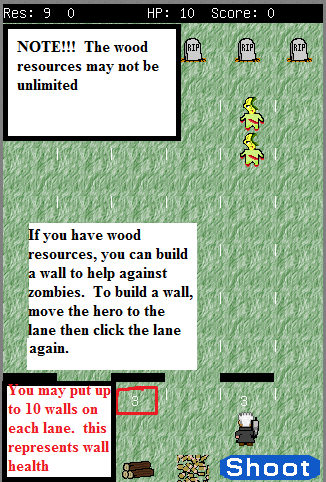 Res: 9 0 HP: 10 Score: 0
NOTE!!! The wood
resources may not be
unlimited
RIP RIP RIP
If you have wood
resources, you can build
a wall to help against
zombies. To build a wall,
move the hero to the
lane then click the lane
again.
You may put up
to 10 walls on
each lane. this
represents wall
health
3 3
Shoot